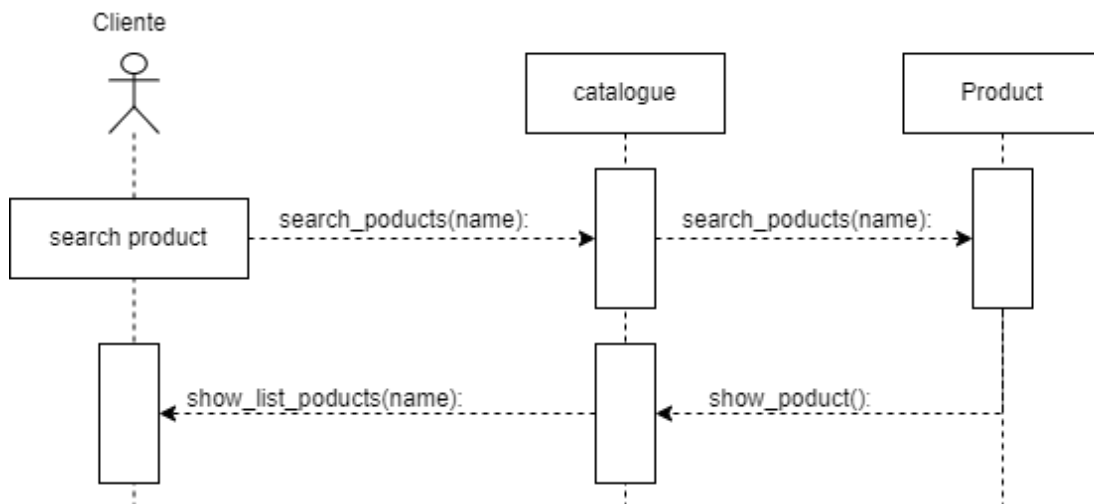 Cliente
catalogue
Product
search product
search_poducts(name):
search_poducts(name):
show_list_poducts(name):
show_poduct():